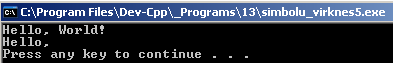 C:\Program Files\Dev-Cpp\_Programs\13\simbolu_virknes5.exe
Hello, World!
Hello,
Press any key to continue . . .